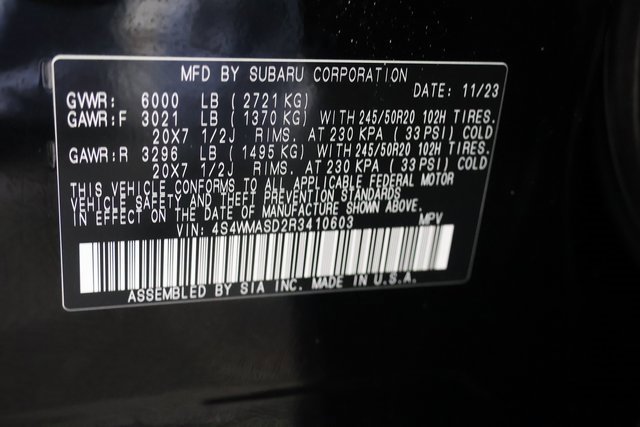 MFD BY SUBARU CORPORATION
DATE: 11/23
GVWR: 6000 LB ( 2721 KG)
GAWR:F 3021 LB ( 1370 KG) WITH 245/50R20 102H TIRES.
20X7 1/2J RIMS. AT 230 KPA ( 33 PSI) COLD
GAWR:R 3296 LB ( 1495 KG) WITH 245/50R20 102H TIRES.
20X7 1/2J RIMS. AT 230 KPA ( 33 PSI) COLD
THIS VEHICLE CONFORMS TO ALL APPLICABLE FEDERAL MOTOR
VEHICLE SAFETY AND THEFT PREVENTION STANDARDS
IN EFFECT ON THE DATE OF MANUFACTURE SHOWN ABOVE.
VIN: 4S4WMASD2R3410603 MPV
ASSEMBLED BY SIA INC. MADE IN U.S.A.